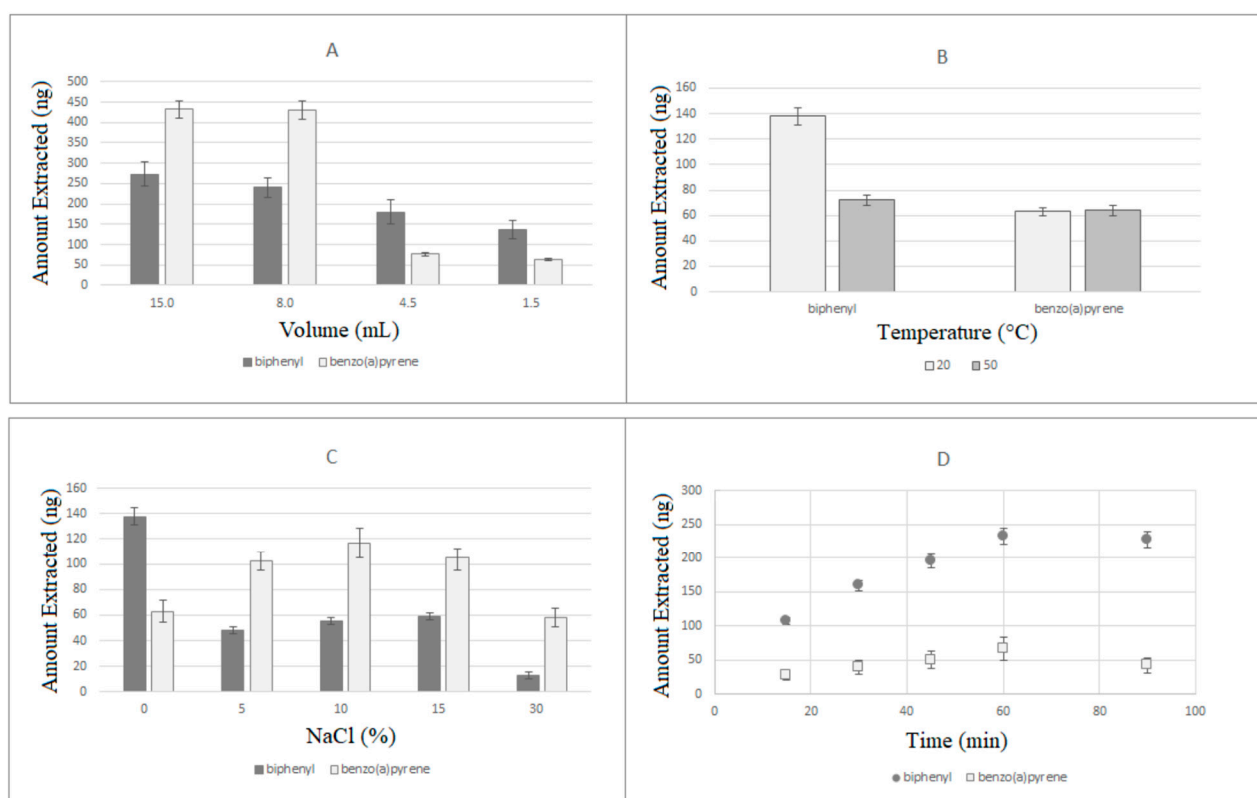 A
Amount Extracted (ng)
500
450
400
350
300
250
200
150
100
50
0
15.0 8.0 4.5 1.5
Volume (mL)
biphenyl benzo(a)pyrene
B
Amount Extracted (ng)
160
140
120
100
80
60
40
20
0
biphenyl benzo(a)pyrene
Temperature (°C)
20 50
C
Amount Extracted (ng)
160
140
120
100
80
60
40
20
0
0 5 10 15 30
NaCl (%)
biphenyl benzo(a)pyrene
D
Amount Extracted (ng)
300
250
200
150
100
50
0
0 20 40 60 80 100
Time (min)
biphenyl benzo(a)pyrene